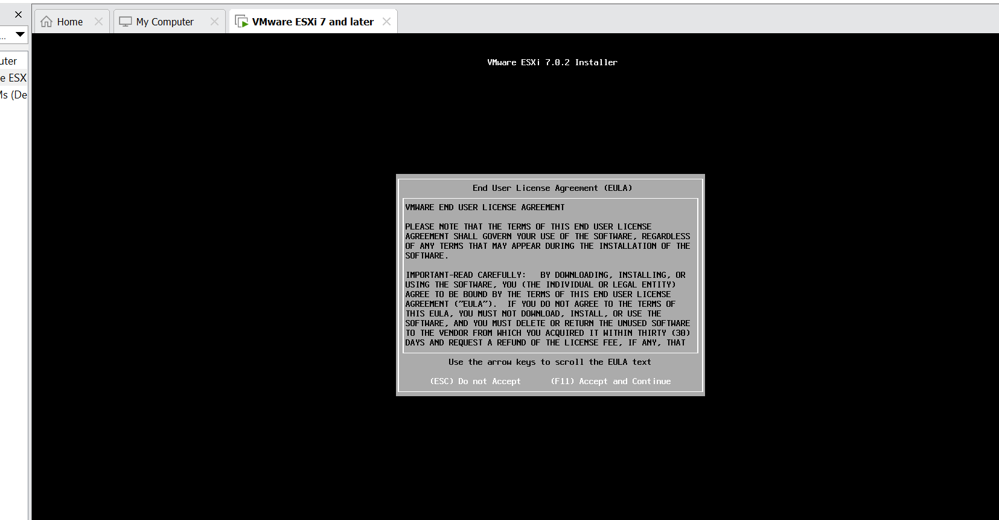 Home
My Computer
VMware ESXi 7 and later
...
uter
e ESX
Ms (De
VMware ESXi 7.0.2 Installer
End User License Agreement (EULA)
VMWARE END USER LICENSE AGREEMENT
PLEASE NOTE THAT THE TERMS OF THIS END USER LICENSE
AGREEMENT SHALL GOVERN YOUR USE OF THE SOFTWARE, REGARDLESS
OF ANY TERMS THAT MAY APPEAR DURING THE INSTALLATION OF THE
SOFTWARE.
IMPORTANT-READ CAREFULLY:   BY DOWNLOADING, INSTALLING, OR
USING THE SOFTWARE, YOU (THE INDIVIDUAL OR LEGAL ENTITY)
AGREE TO BE BOUND BY THE TERMS OF THIS END USER LICENSE
AGREEMENT ("EULA").  IF YOU DO NOT AGREE TO THE TERMS OF
THIS EULA, YOU MUST NOT DOWNLOAD, INSTALL, OR USE THE
SOFTWARE, AND YOU MUST DELETE OR RETURN THE UNUSED SOFTWARE
TO THE VENDOR FROM WHICH YOU ACQUIRED IT WITHIN THIRTY (30)
DAYS AND REQUEST A REFUND OF THE LICENSE FEE, IF ANY, THAT
Use the arrow keys to scroll the EULA text
(ESC) Do not Accept (F11) Accept and Continue